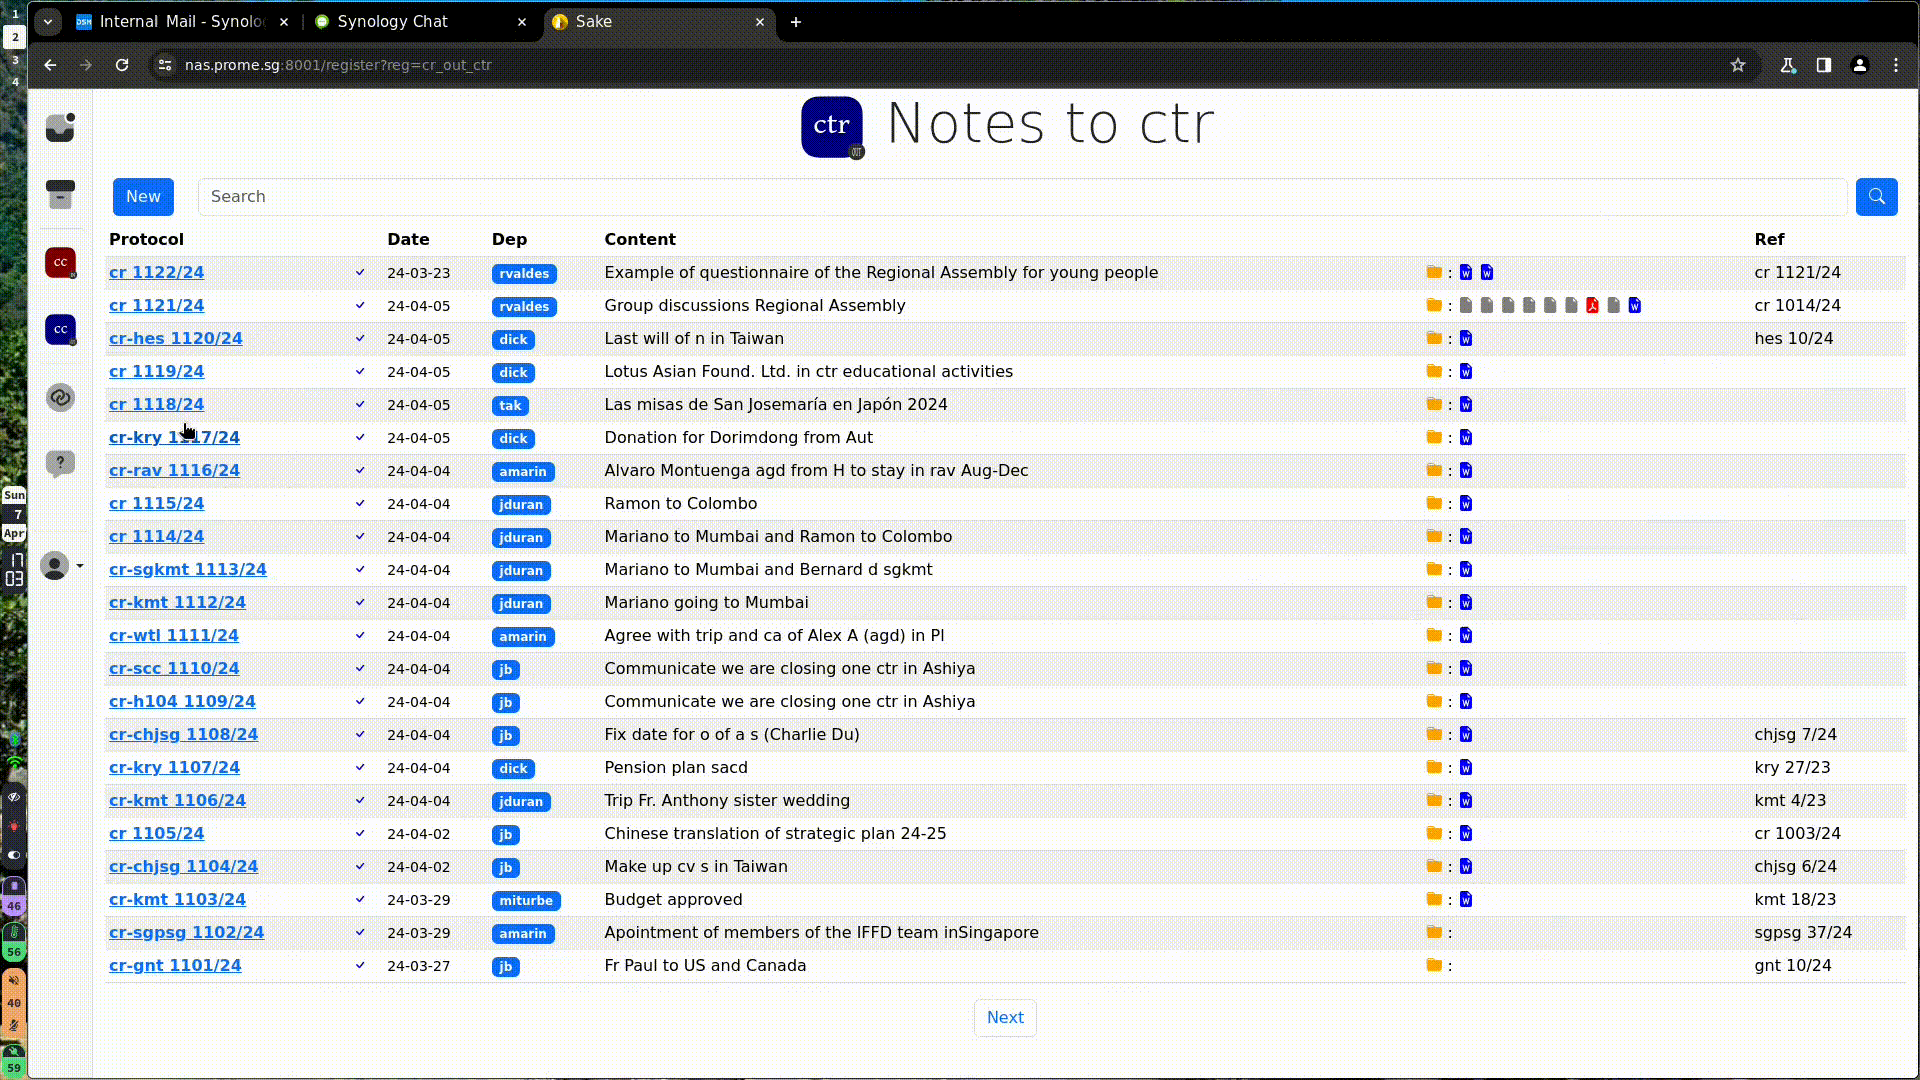 1
2
3
4
Internal Mail - Synolo
Synology Chat
Sake
nas.prome.sg:8001/register?reg=cr_out_ctr
ctr OUT Notes to ctr
New Search
Protocol Date Dep Content Ref
cr 1122/24 24-03-23 rvaldes Example of questionnaire of the Regional Assembly for young people : cr 1121/24
cr 1121/24 24-04-05 rvaldes Group discussions Regional Assembly : cr 1014/24
cr-hes 1120/24 24-04-05 dick Last will of n in Taiwan : hes 10/24
cr 1119/24 24-04-05 dick Lotus Asian Found. Ltd. in ctr educational activities :
cr 1118/24 24-04-05 tak Las misas de San Josemaría en Japón 2024 :
cr-kry 1117/24 24-04-05 dick Donation for Dorimdong from Aut :
cr-rav 1116/24 24-04-04 amarin Alvaro Montuenga agd from H to stay in rav Aug-Dec :
cr 1115/24 24-04-04 jduran Ramon to Colombo :
cr 1114/24 24-04-04 jduran Mariano to Mumbai and Ramon to Colombo :
cr-sgkmt 1113/24 24-04-04 jduran Mariano to Mumbai and Bernard d sgkmt :
cr-kmt 1112/24 24-04-04 jduran Mariano going to Mumbai :
cr-wtl 1111/24 24-04-04 amarin Agree with trip and ca of Alex A (agd) in Pl :
cr-scc 1110/24 24-04-04 jb Communicate we are closing one ctr in Ashiya :
cr-h104 1109/24 24-04-04 jb Communicate we are closing one ctr in Ashiya :
cr-chjsg 1108/24 24-04-04 jb Fix date for o of a s (Charlie Du) : chjsg 7/24
cr-kry 1107/24 24-04-04 dick Pension plan sacd : kry 27/23
cr-kmt 1106/24 24-04-04 jduran Trip Fr. Anthony sister wedding : kmt 4/23
cr 1105/24 24-04-02 jb Chinese translation of strategic plan 24-25 : cr 1003/24
cr-chjsg 1104/24 24-04-02 jb Make up cv s in Taiwan : chjsg 6/24
cr-kmt 1103/24 24-03-29 miturbe Budget approved : kmt 18/23
cr-sgpsg 1102/24 24-03-29 amarin Apointment of members of the IFFD team inSingapore : sgpsg 37/24
cr-gnt 1101/24 24-03-27 jb Fr Paul to US and Canada : gnt 10/24
Next
cc
cc
Sun
7
Apr
17
03
46
56
40
59